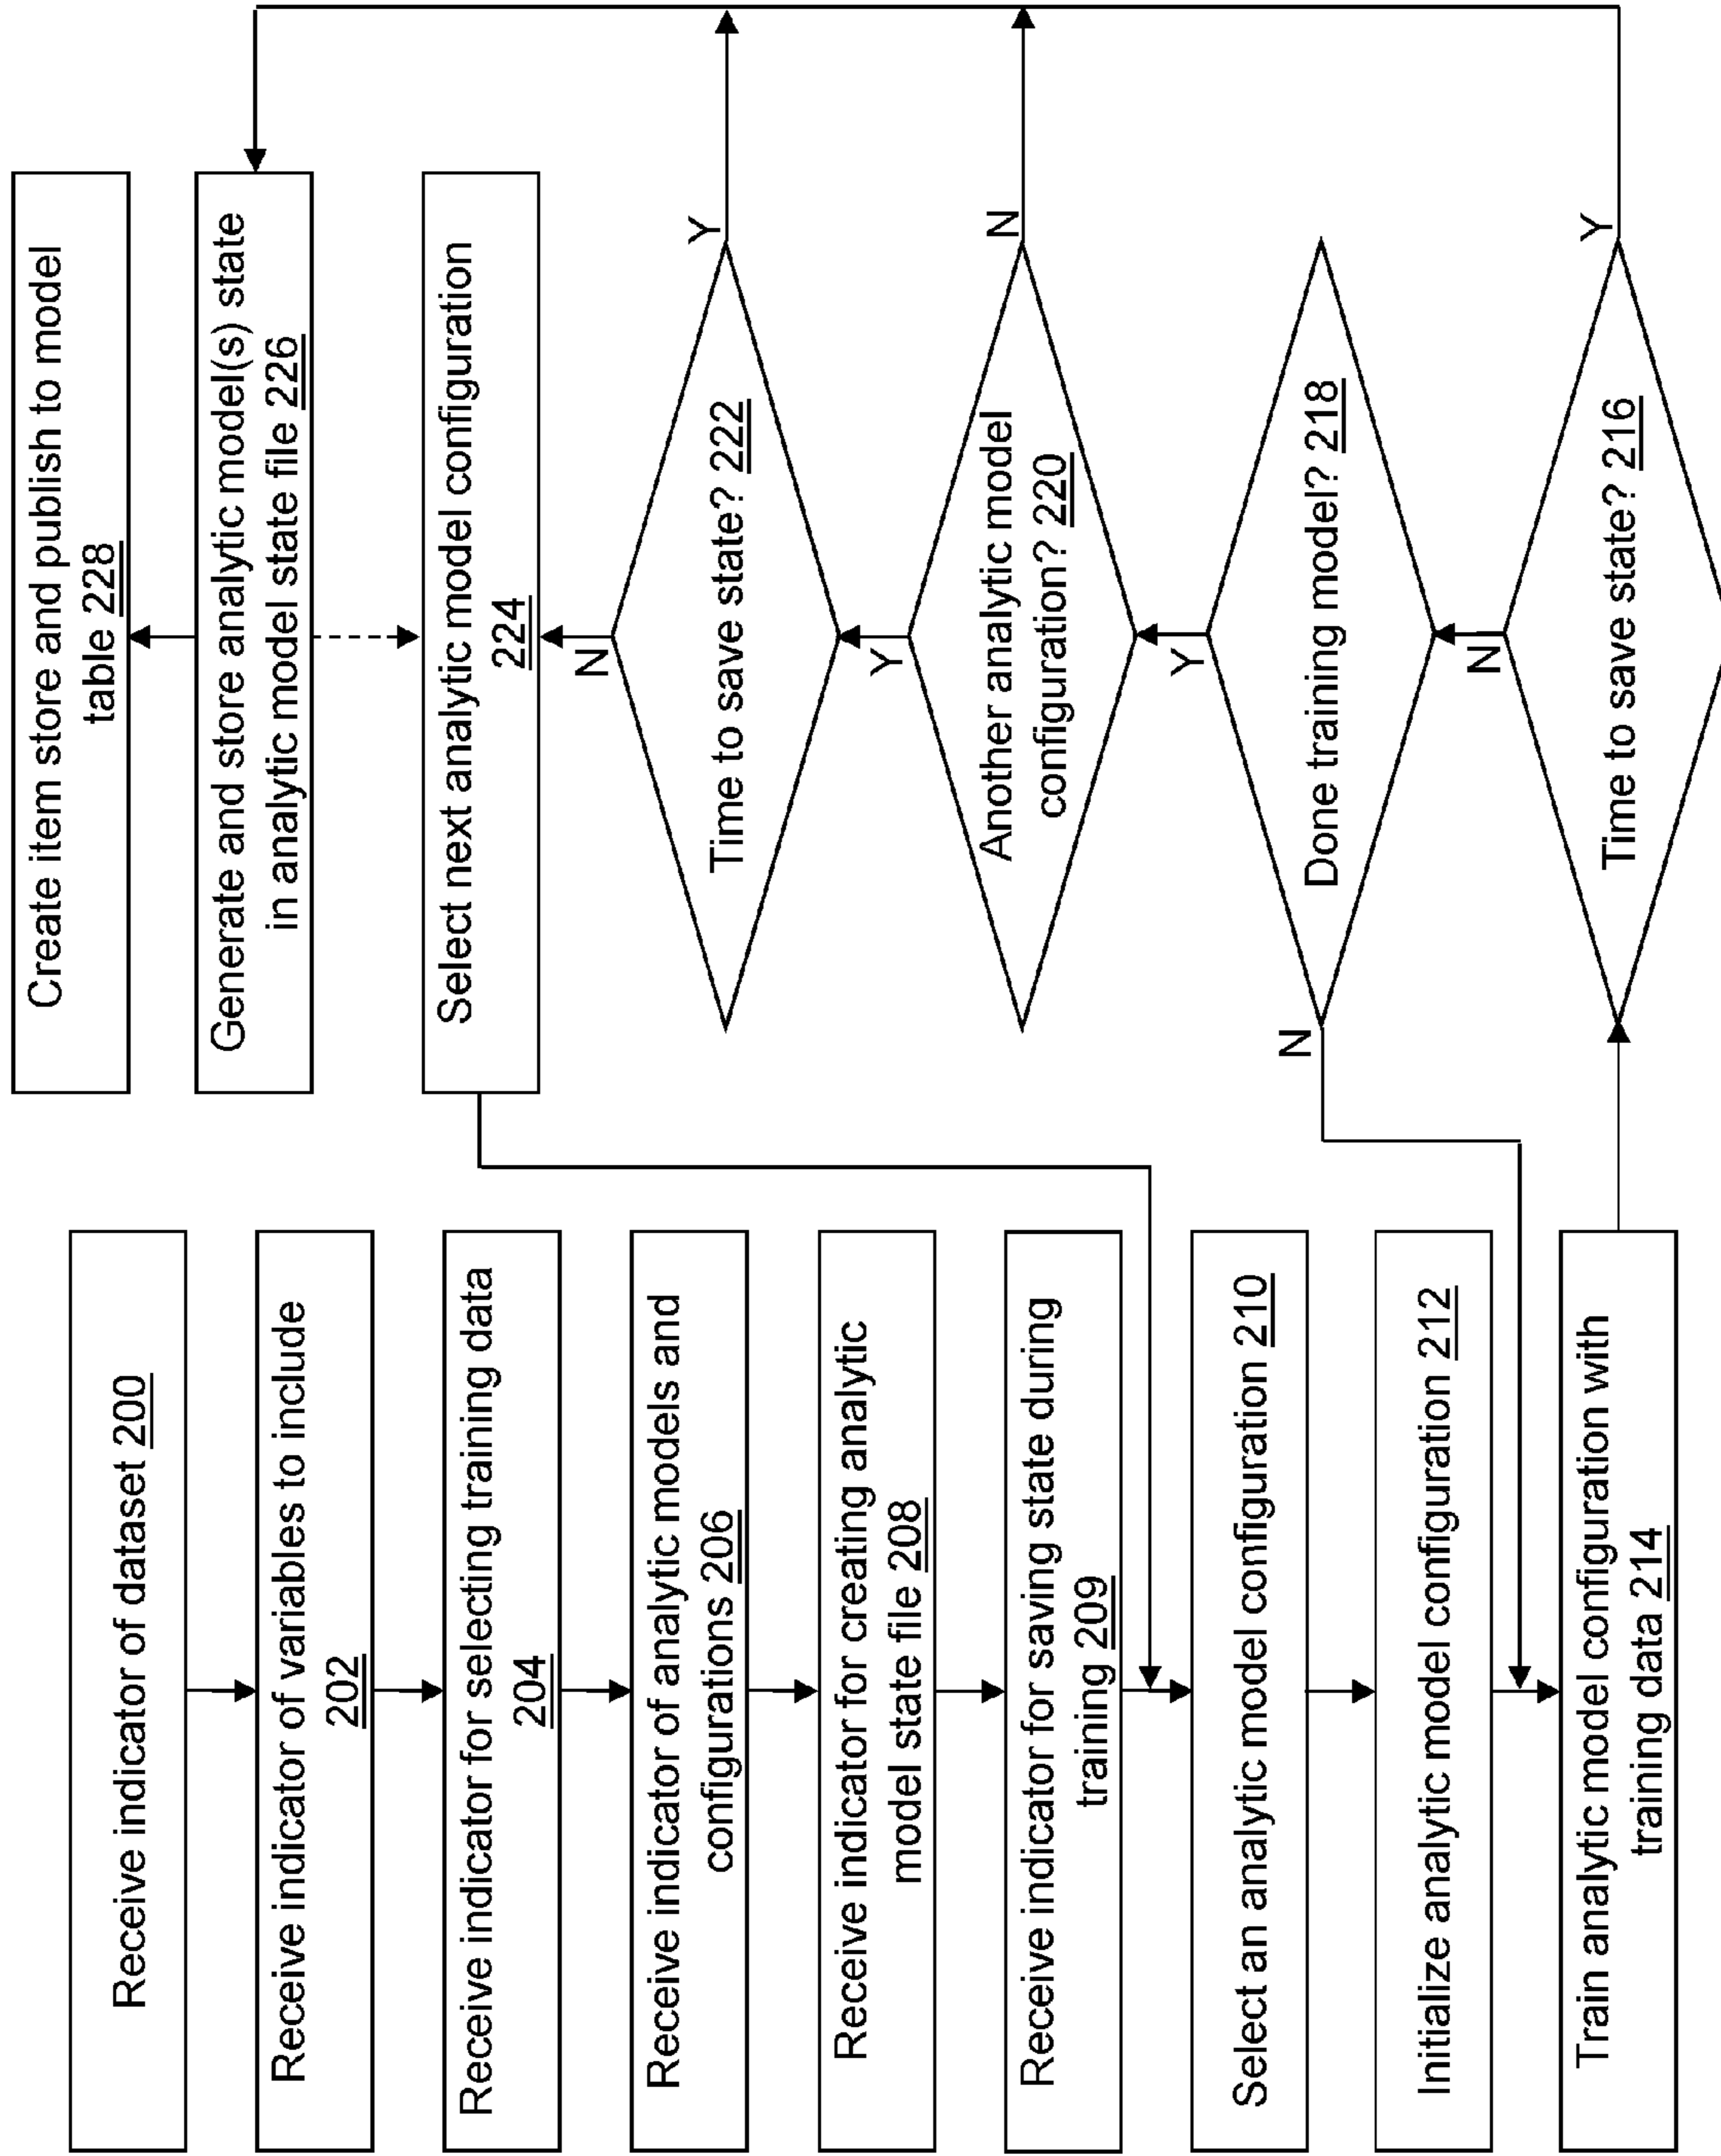 Receive indicator of dataset 200
Receive indicator of variables to include
202
Receive indicator for selecting training data
204
Receive indicator of analytic models and
configurations 206
Receive indicator for creating analytic
model state file 208
Receive indicator for saving state during
training 209
Select an analytic model configuration 210
Initialize analytic model configuration 212
Train analytic model configuration with
training data 214
Create item store and publish to model
table 228
Generate and store analytic model(s) state
in analytic model state file 226
Select next analytic model configuration
224
N
Time to save state? 222
Y
Y
Another analytic model
configuration? 220
N
Y
Done training model? 218
N
N
Time to save state? 216
Y